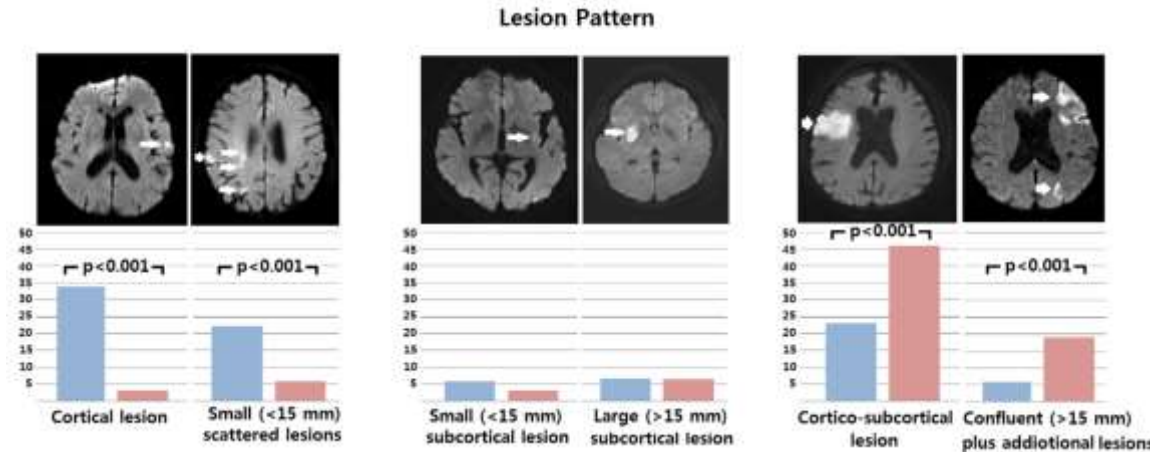 Lesion Pattern
50
45
40
35
30
25
20
15
10
5
p<0.001
p<0.001
Cortical lesion
Small (<15 mm)
scattered lesions
50
45
40
35
30
25
20
15
10
5
Small (<15 mm)
subcortical lesion
Large (>15 mm)
subcortical lesion
50
45
40
35
30
25
20
15
10
5
p<0.001
p<0.001
Cortico-subcortical
lesion
Confluent (>15 mm)
plus addiotional lesions